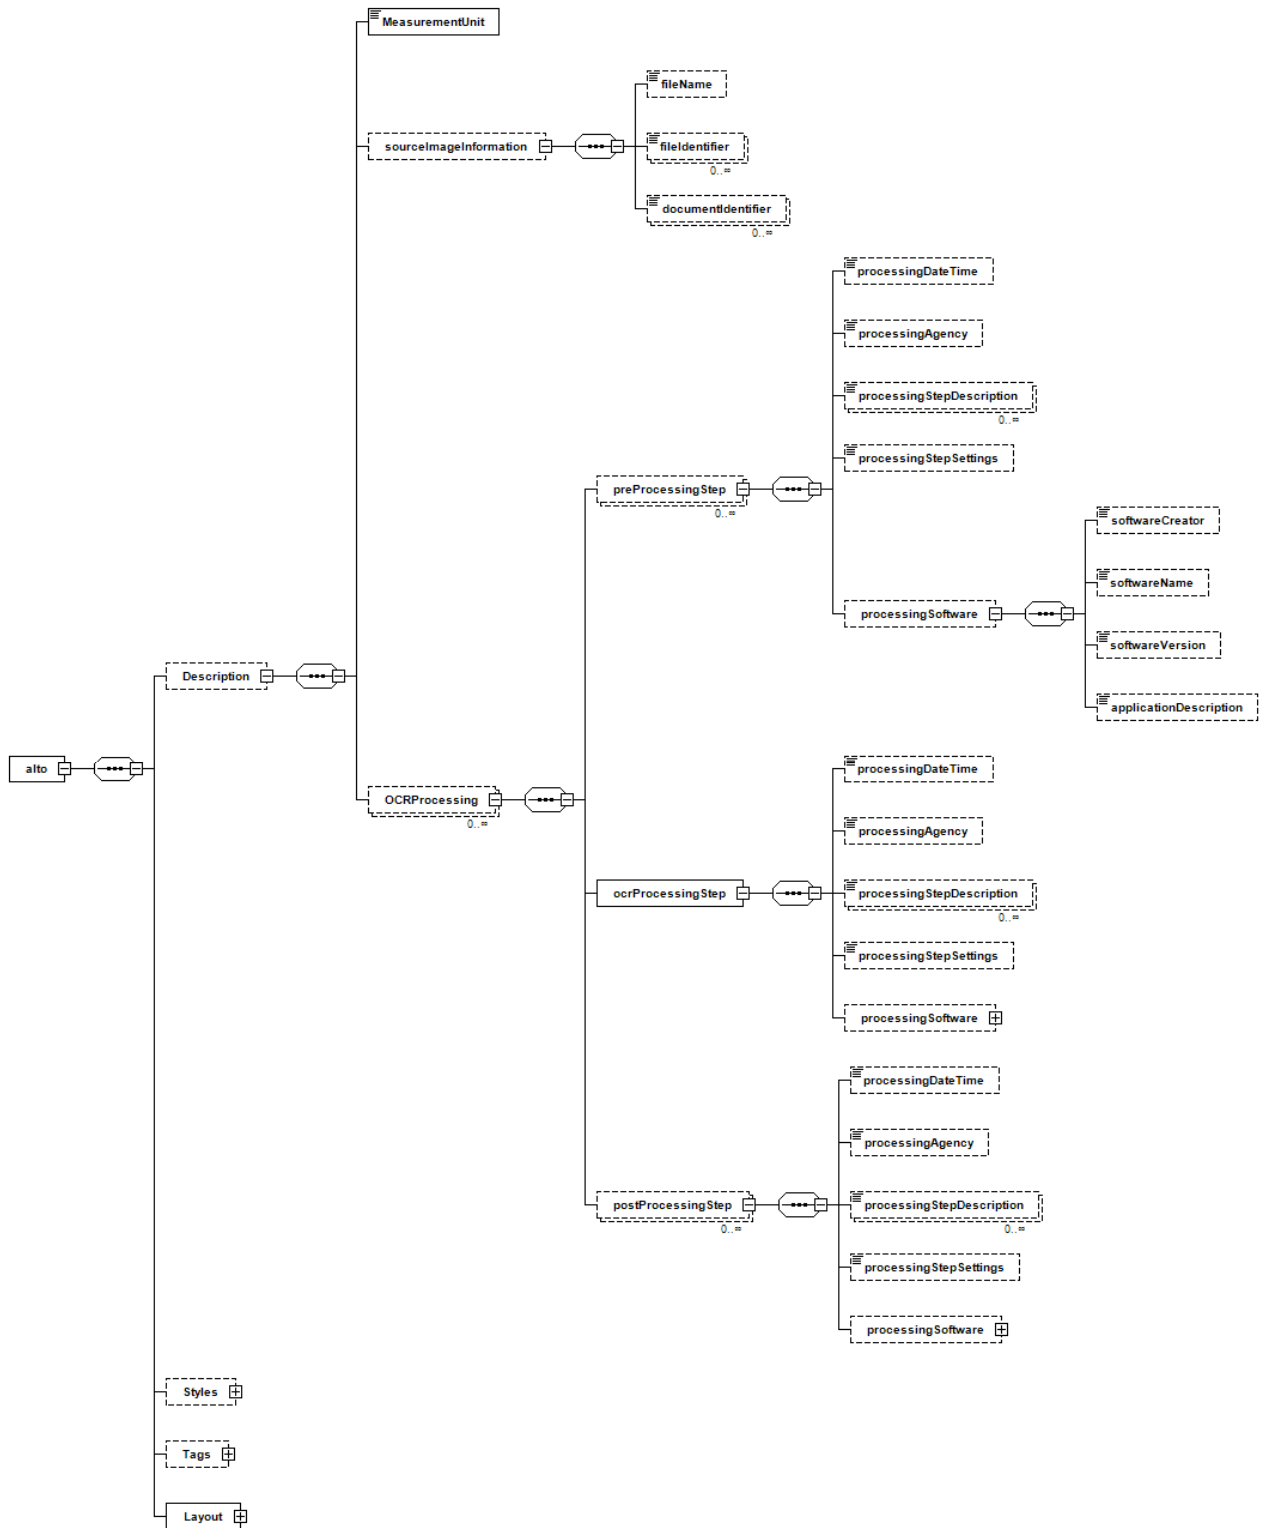 MeasurementUnit
fileName
sourceImageInformation
fileIdentifier
0..∞
documentIdentifier
0..∞
processingDateTime
processingAgency
processingStepDescription
0..∞
processingStepSettings
preProcessingStep
0..∞
softwareCreator
softwareName
processingSoftware
softwareVersion
Description
applicationDescription
alto
processingDateTime
OCRProcessing
0..∞
processingAgency
ocrProcessingStep
processingStepDescription
0..∞
processingStepSettings
processingSoftware
processingDateTime
processingAgency
postProcessingStep
0..∞
processingStepDescription
0..∞
processingStepSettings
processingSoftware
Styles
Tags
Layout